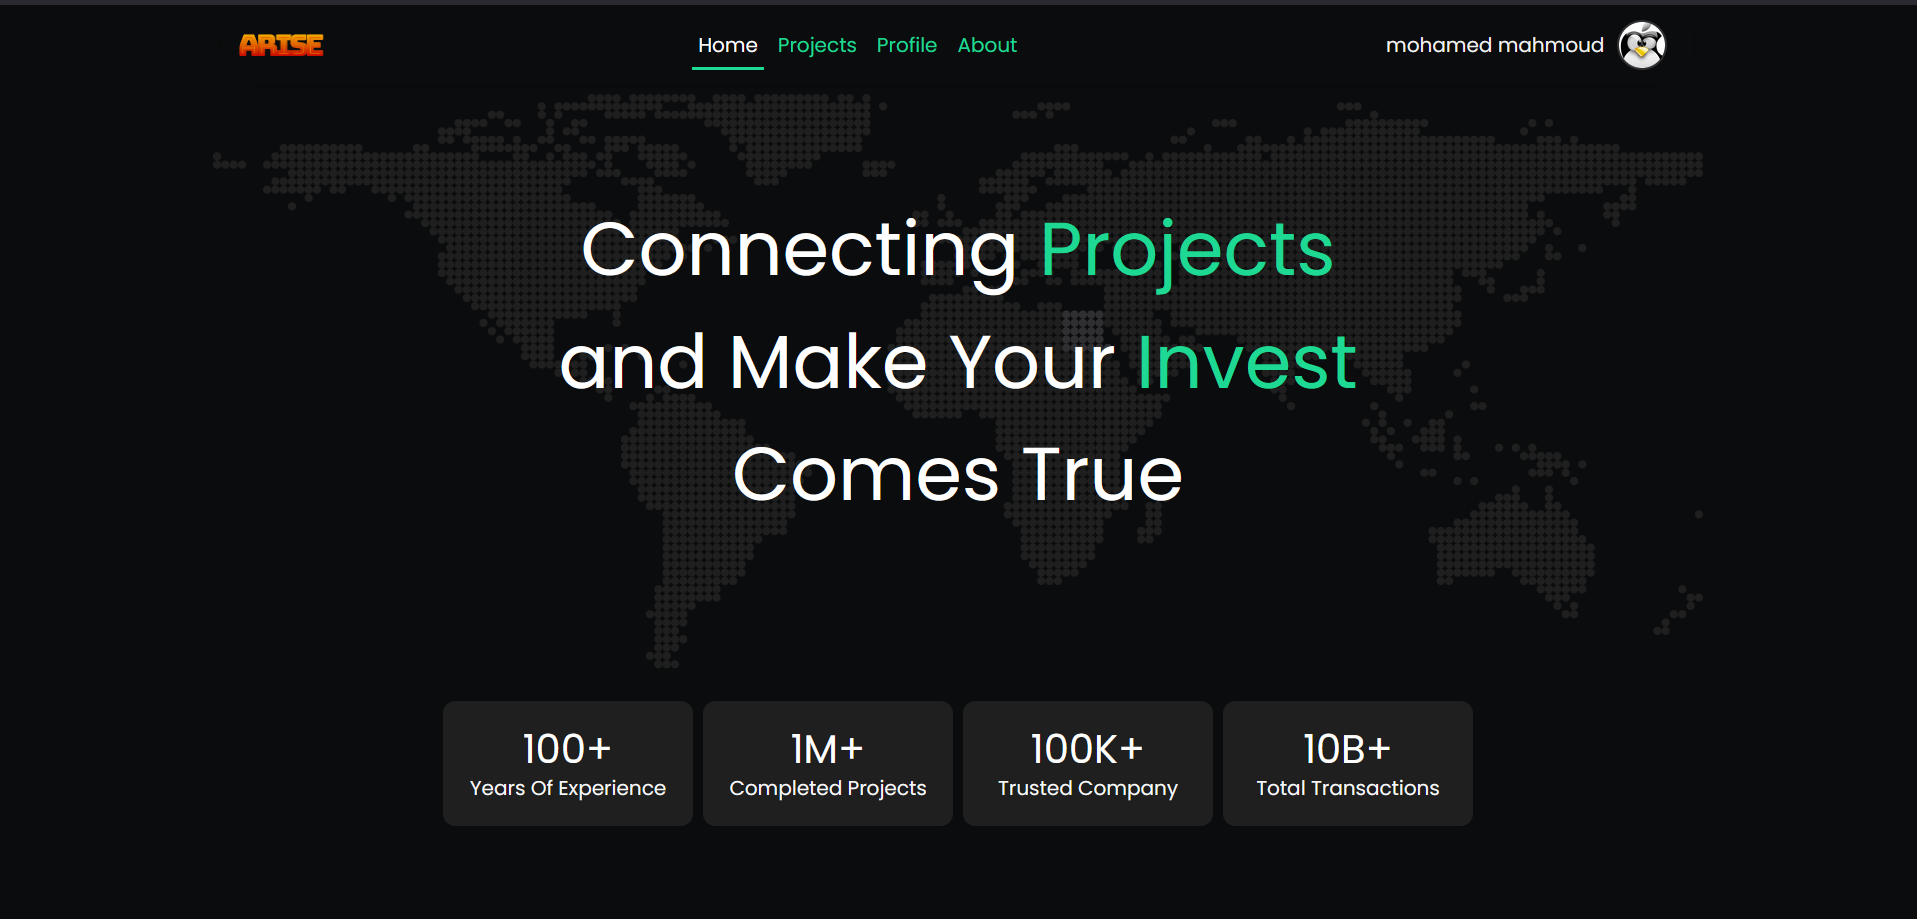 ARISE
Home Projects Profile About
mohamed mahmoud
Connecting Projects
and Make Your Invest
Comes True
100+
Years Of Experience
1M+
Completed Projects
100K+
Trusted Company
10B+
Total Transactions